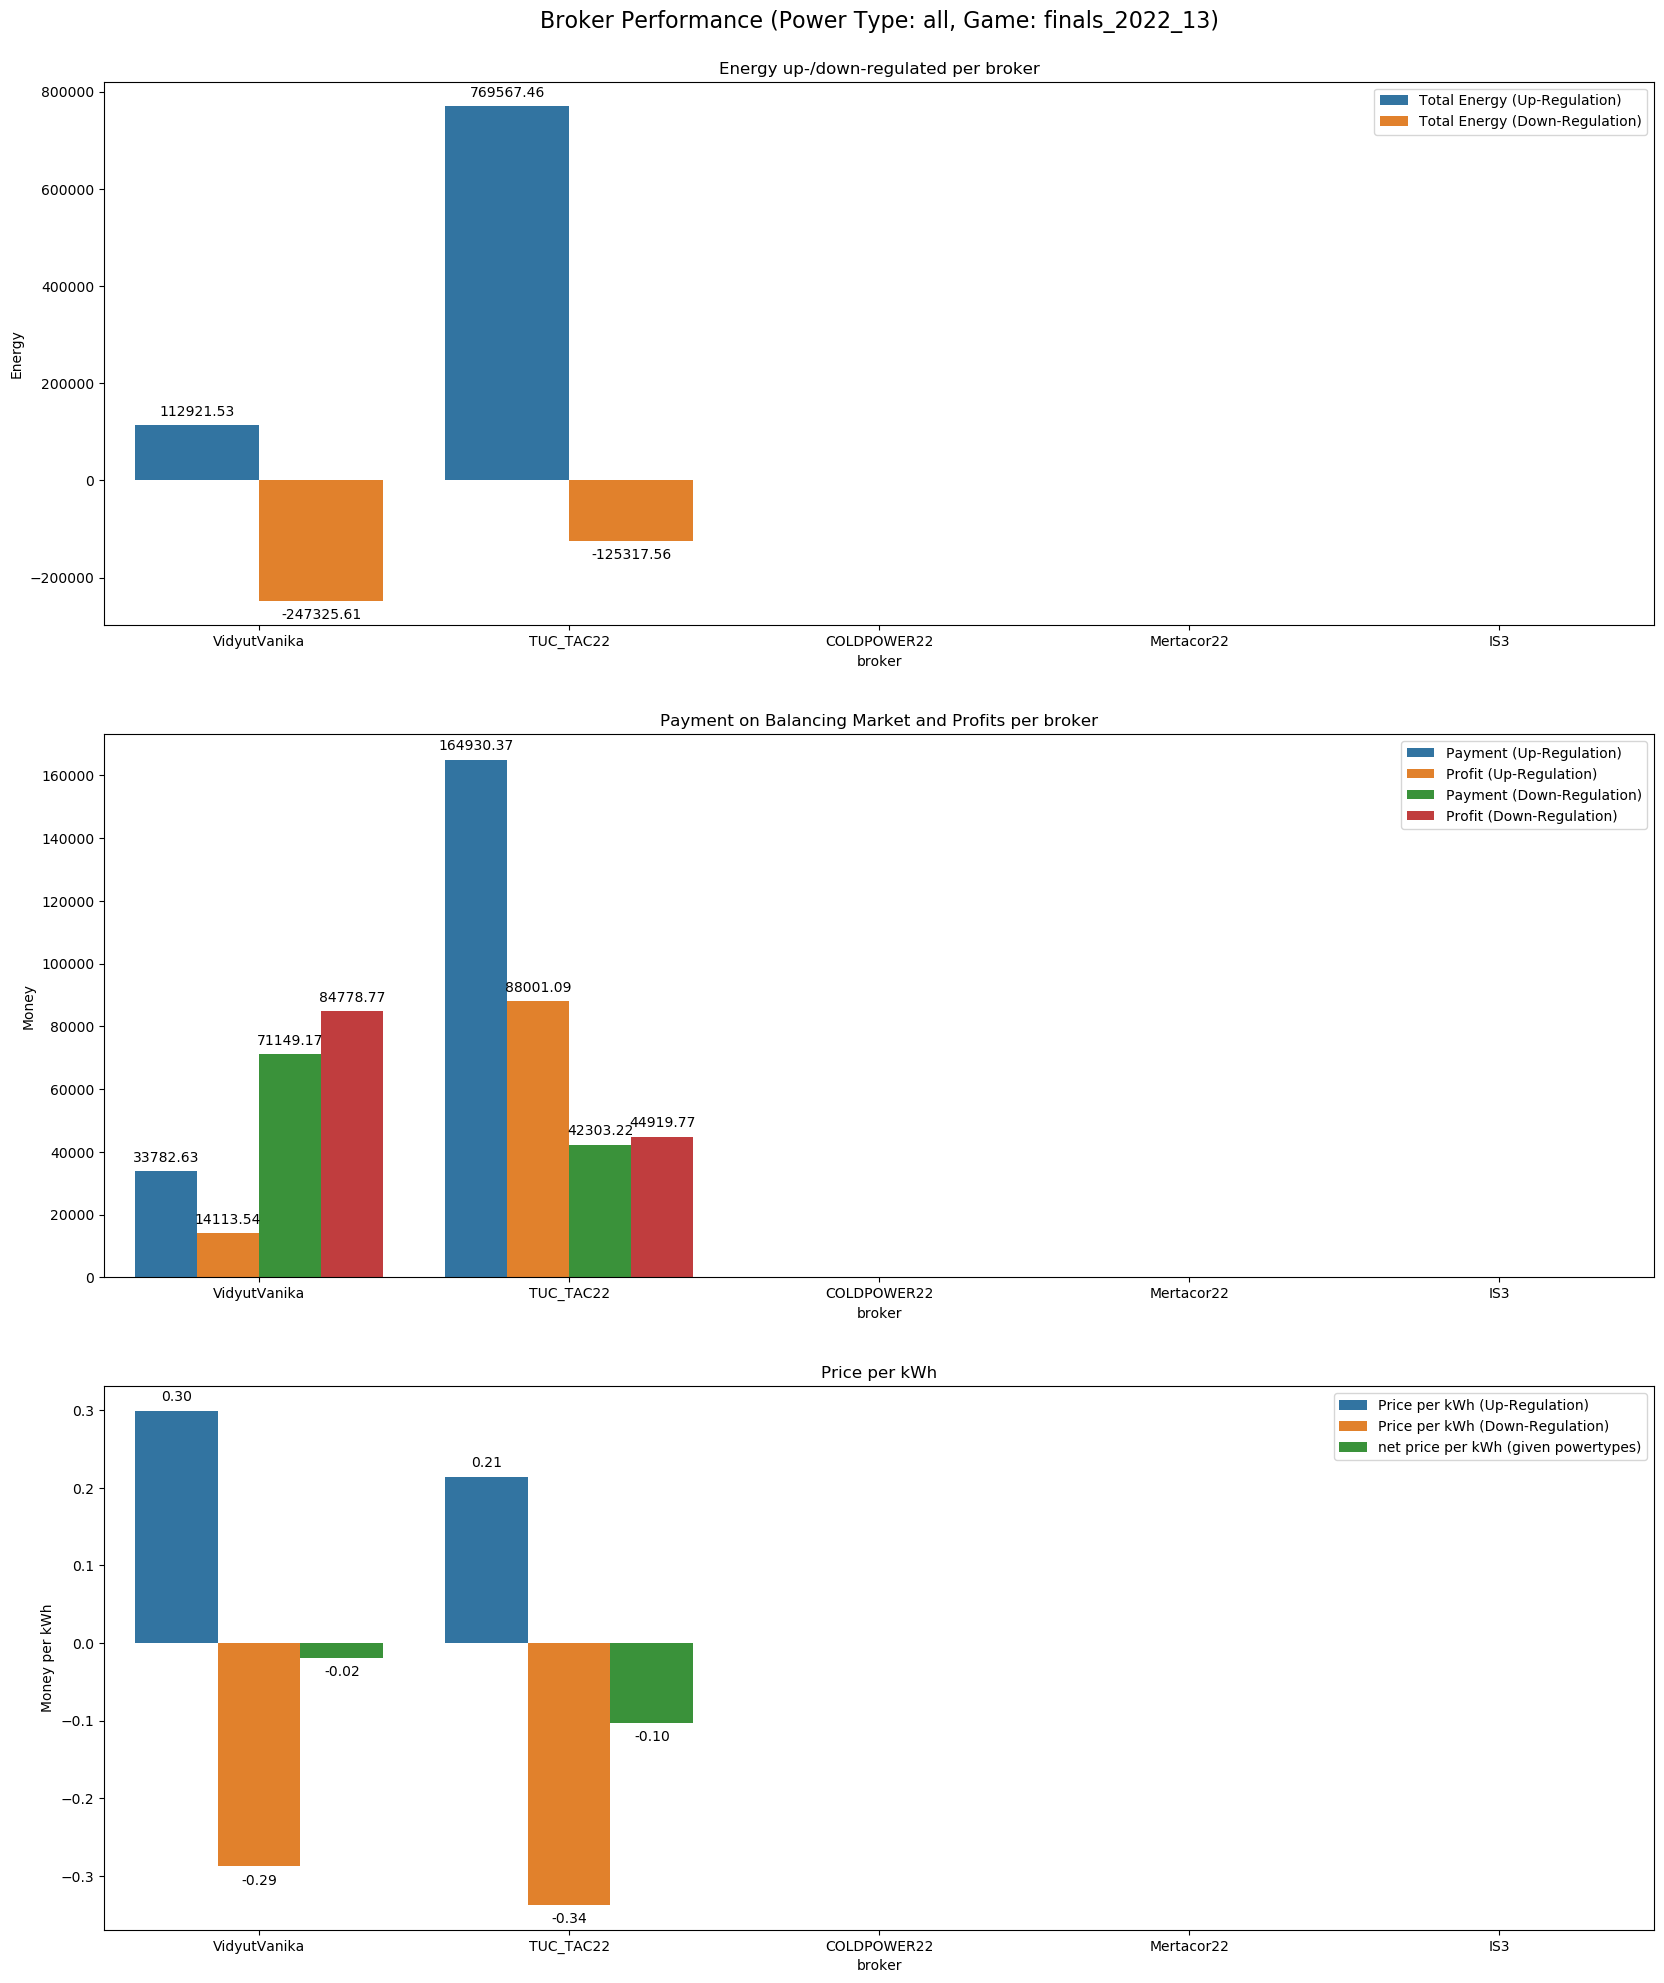 Broker Performance (Power Type: all, Game: finals_2022_13)
Energy up-/down-regulated per broker
Total Energy (Up-Regulation)
Total Energy (Down-Regulation)
Energy
800000
600000
400000
200000
0
−200000
112921.53
-247325.61
769567.46
-125317.56
VidyutVanika TUC_TAC22 COLDPOWER22 Mertacor22 IS3
broker
Payment on Balancing Market and Profits per broker
Payment (Up-Regulation)
Profit (Up-Regulation)
Payment (Down-Regulation)
Profit (Down-Regulation)
Money
160000
140000
120000
100000
80000
60000
40000
20000
0
33782.63
14113.54
71149.17
84778.77
164930.37
88001.09
42303.22
44919.77
VidyutVanika TUC_TAC22 COLDPOWER22 Mertacor22 IS3
broker
Price per kWh
Price per kWh (Up-Regulation)
Price per kWh (Down-Regulation)
net price per kWh (given powertypes)
Money per kWh
0.3
0.2
0.1
0.0
−0.1
−0.2
−0.3
0.30
-0.29
-0.02
0.21
-0.34
-0.10
VidyutVanika TUC_TAC22 COLDPOWER22 Mertacor22 IS3
broker